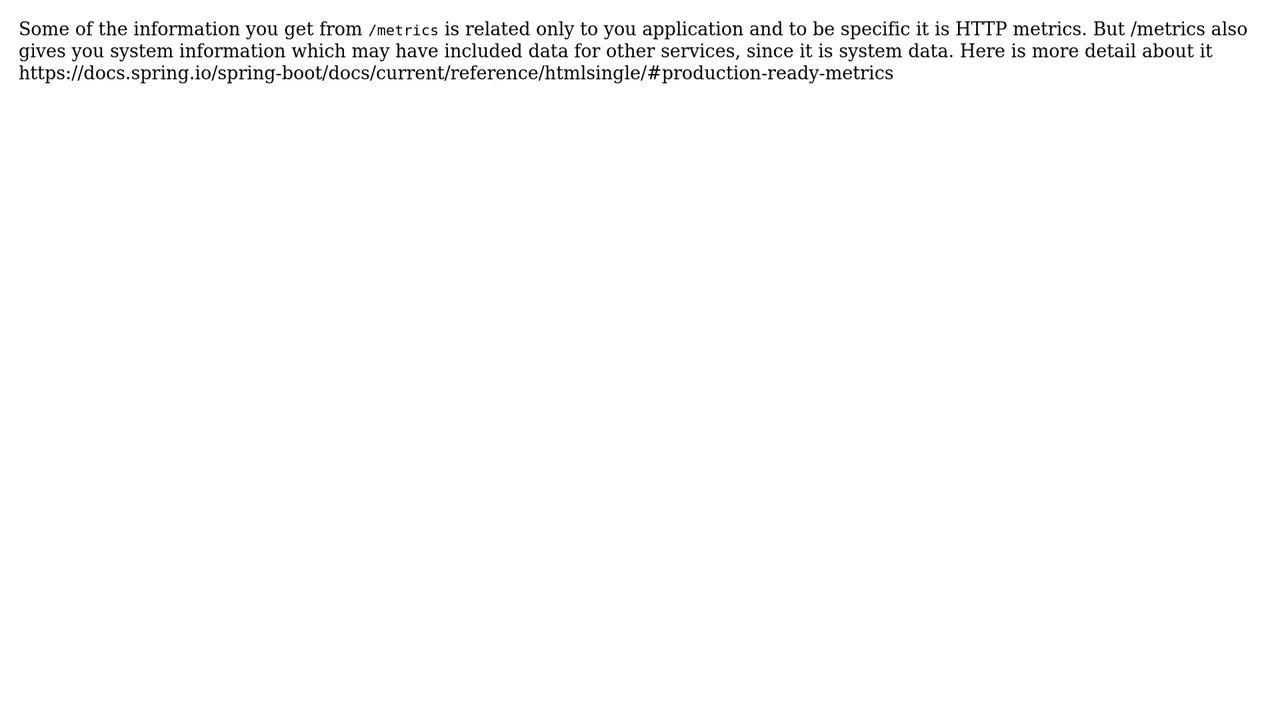 Some of the information you get from /metrics is related only to you application and to be specific it is HTTP metrics. But /metrics also
gives you system information which may have included data for other services, since it is system data. Here is more detail about it
https://docs.spring.io/spring-boot/docs/current/reference/htmlsingle/#production-ready-metrics